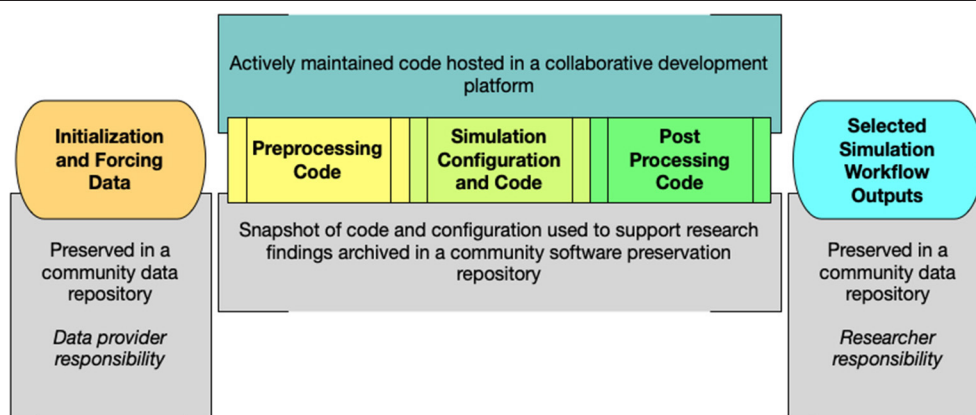 Actively maintained code hosted in a collaborative development
platform
Initialization
and Forcing
Data
Preprocessing
Code
Simulation
Configuration
and Code
Post
Processing
Code
Selected
Simulation
Workflow
Outputs
Preserved in a
community data
repository
Data provider
responsibility
Snapshot of code and configuration used to support research
findings archived in a community software preservation
repository
Preserved in a
community data
repository
Researcher
responsibility